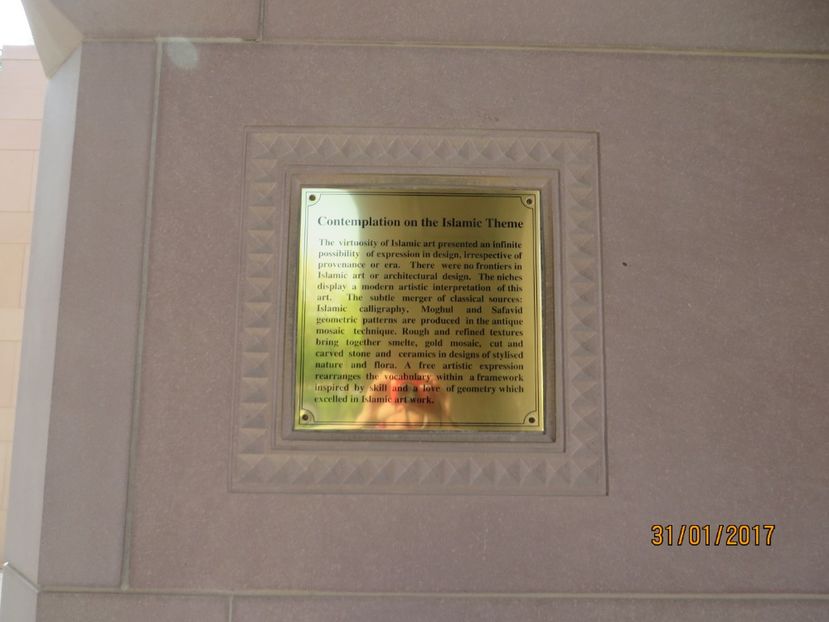 Contemplation on the Islamic Theme
The virtuosity of Islamic art presented an infinite
possibility of expression in design, irrespective of
provenance or era. There were no frontiers in
Islamic art or architectural design. The niches
display a modern artistic interpretation of this
art. The subtle merger of classical sources:
Islamic calligraphy, Moghul and Safavid
geometric patterns are produced in the antique
mosaic technique. Rough and refined textures
bring together smelte, gold mosaic, cut and
carved stone and ceramics in designs of stylised
nature and flora. A free artistic expression
rearranges the vocabulary within a framework
inspired by skill and a love of geometry which
excelled in Islamic art work.
31/01/2017